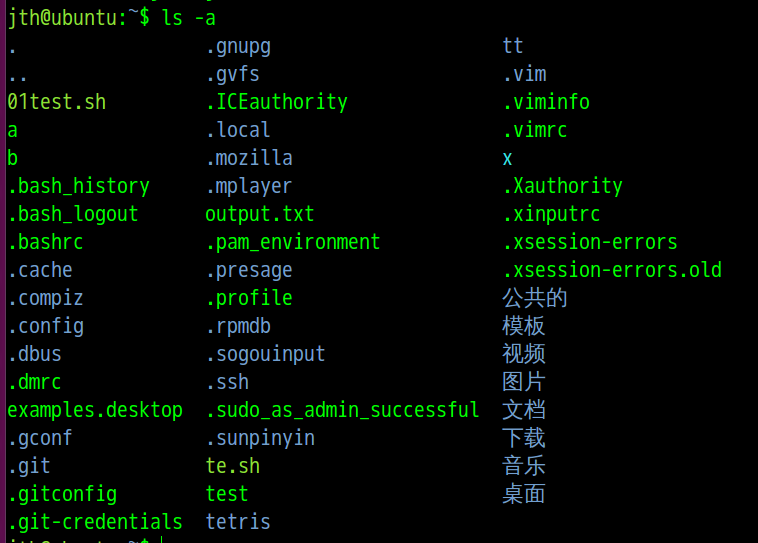 jth@ubuntu:~$ ls -a
. .gnupg tt
.. .gvfs .vim
01test.sh .ICEauthority .viminfo
a .local .vimrc
b .mozilla x
.bash_history .mplayer .Xauthority
.bash_logout output.txt .xinputrc
.bashrc .pam_environment .xsession-errors
.cache .presage .xsession-errors.old
.compiz .profile 公共的
.config .rpmdb 模板
.dbus .sogouinput 视频
.dmrc .ssh 图片
examples.desktop .sudo_as_admin_successful 文档
.gconf .sunpinyin 下载
.git te.sh 音乐
.gitconfig test 桌面
.git-credentials tetris
jth@ubuntu:~$